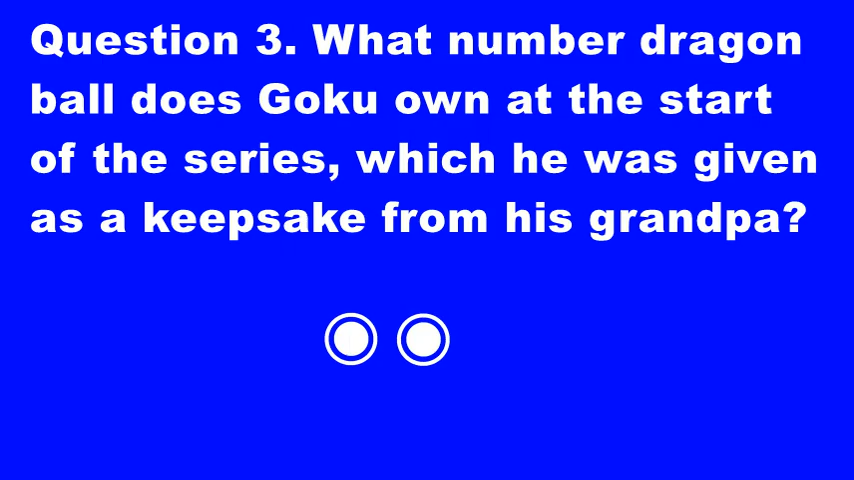 Question 3. What number dragon
ball does Goku own at the start
of the series, which he was given
as a keepsake from his grandpa?